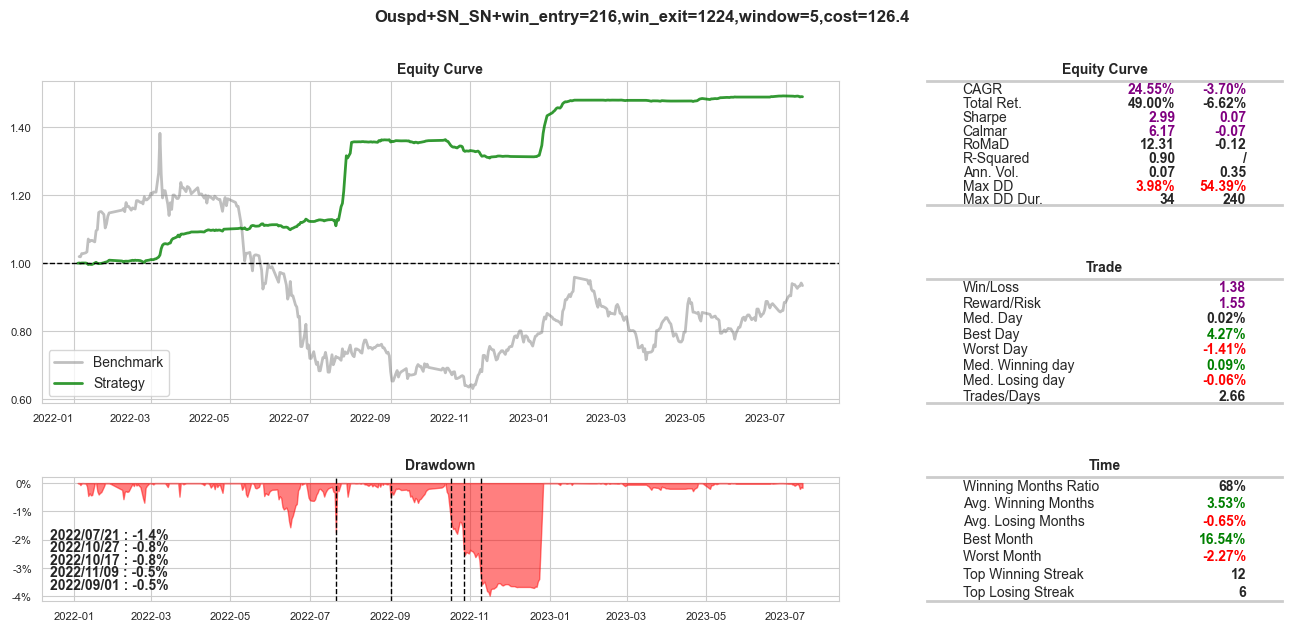 Ouspd+SN_SN+win_entry=216,win_exit=1224,window=5,cost=126.4
Equity Curve
1.40
1.20
1.00
0.80
0.60
Benchmark
Strategy
2022-01 2022-03 2022-05 2022-07 2022-09 2022-11 2023-01 2023-03 2023-05 2023-07
Equity Curve
CAGR 24.55% -3.70%
Total Ret. 49.00% -6.62%
Sharpe 2.99 0.07
Calmar 6.17 -0.07
RoMaD 12.31 -0.12
R-Squared 0.90 /
Ann. Vol. 0.07 0.35
Max DD 3.98% 54.39%
Max DD Dur. 34 240
Trade
Win/Loss 1.38
Reward/Risk 1.55
Med. Day 0.02%
Best Day 4.27%
Worst Day -1.41%
Med. Winning day 0.09%
Med. Losing day -0.06%
Trades/Days 2.66
Drawdown
0%
-1%
-2%
-3%
-4%
2022/07/21 : -1.4%
2022/10/27 : -0.8%
2022/10/17 : -0.8%
2022/11/09 : -0.5%
2022/09/01 : -0.5%
2022-01 2022-03 2022-05 2022-07 2022-09 2022-11 2023-01 2023-03 2023-05 2023-07
Time
Winning Months Ratio 68%
Avg. Winning Months 3.53%
Avg. Losing Months -0.65%
Best Month 16.54%
Worst Month -2.27%
Top Winning Streak 12
Top Losing Streak 6